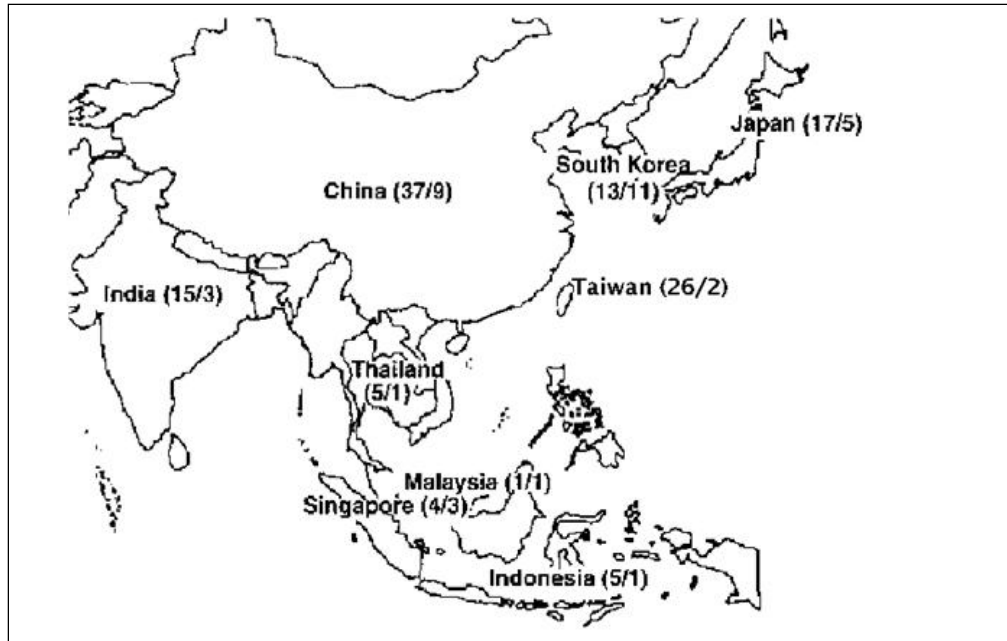 Japan (17/5)
South Korea
(13/11)
China (37/9)
Taiwan (26/2)
India (15/3)
Thailand
(5/1)
Malaysia (1/1)
Singapore (4/3)
Indonesia (5/1)